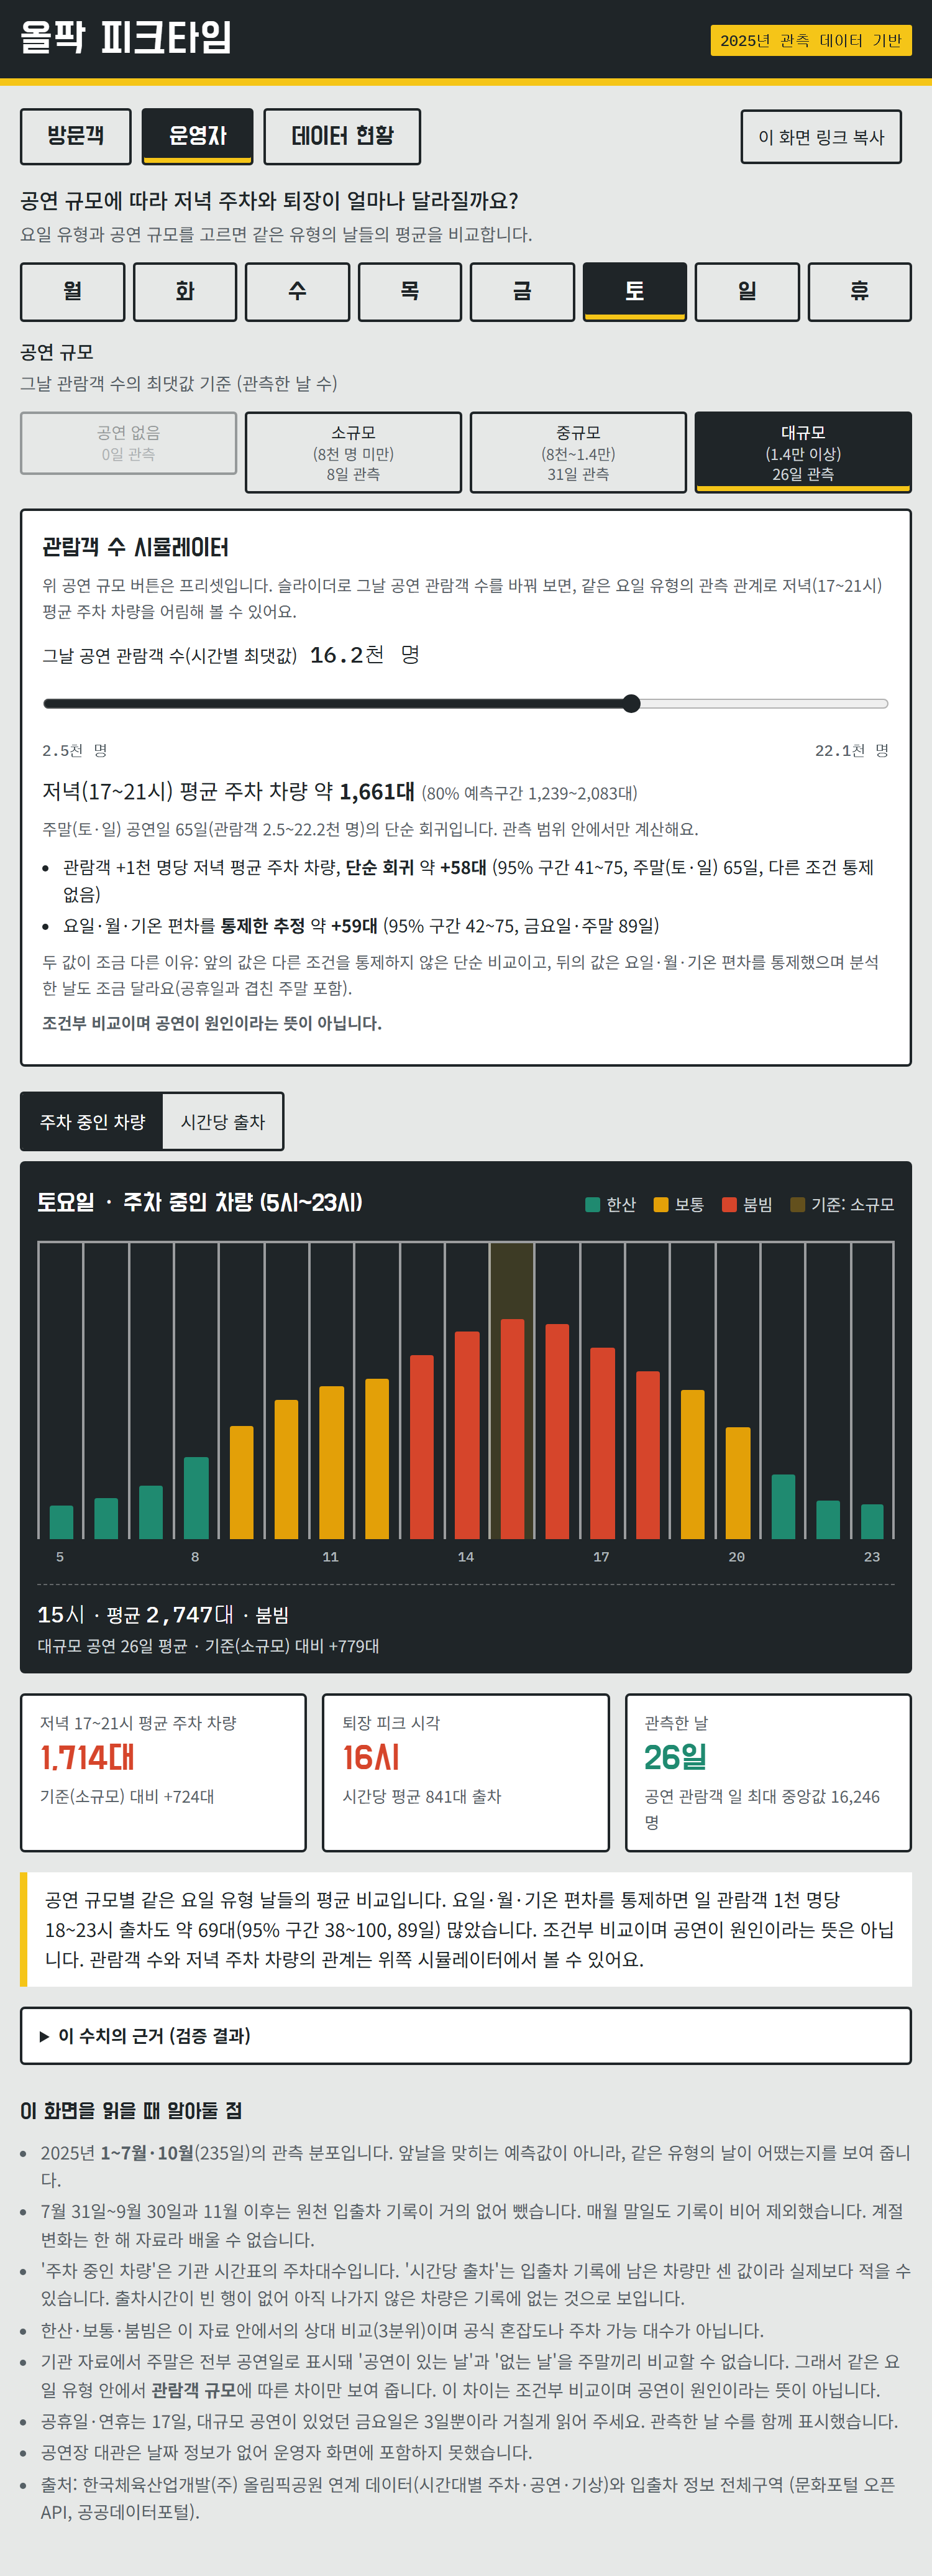 올팍 피크타임
2025년 관측 데이터 기반
방문객
운영자
데이터 현황
이 화면 링크 복사
공연 규모에 따라 저녁 주차와 퇴장이 얼마나 달라질까요?
요일 유형과 공연 규모를 고르면 같은 유형의 날들의 평균을 비교합니다.
월 화 수 목 금 토 일 휴
공연 규모
그날 관람객 수의 최댓값 기준 (관측한 날 수)
공연 없음
0일 관측
소규모
(8천 명 미만)
8일 관측
중규모
(8천~1.4만)
31일 관측
대규모
(1.4만 이상)
26일 관측
관람객 수 시뮬레이터
위 공연 규모 버튼은 프리셋입니다. 슬라이더로 그날 공연 관람객 수를 바꿔 보면, 같은 요일 유형의 관측 관계로 저녁(17~21시)
평균 주차 차량을 어림해 볼 수 있어요.
그날 공연 관람객 수(시간별 최댓값) 16.2천 명
2.5천 명
22.1천 명
저녁(17~21시) 평균 주차 차량 약 1,661대 (80% 예측구간 1,239~2,083대)
주말(토·일) 공연일 65일(관람객 2.5~22.2천 명)의 단순 회귀입니다. 관측 범위 안에서만 계산해요.
• 관람객 +1천 명당 저녁 평균 주차 차량, 단순 회귀 약 +58대 (95% 구간 41~75, 주말(토·일) 65일, 다른 조건 통제
없음)
• 요일·월·기온 편차를 통제한 추정 약 +59대 (95% 구간 42~75, 금요일·주말 89일)
두 값이 조금 다른 이유: 앞의 값은 다른 조건을 통제하지 않은 단순 비교이고, 뒤의 값은 요일·월·기온 편차를 통제했으며 분석
한 날도 조금 달라요(공휴일과 겹친 주말 포함).
조건부 비교이며 공연이 원인이라는 뜻이 아닙니다.
주차 중인 차량
시간당 출차
토요일 · 주차 중인 차량 (5시~23시)
한산 보통 붐빔 기준: 소규모
5 8 11 14 17 20 23
15시 · 평균 2,747대 · 붐빔
대규모 공연 26일 평균 · 기준(소규모) 대비 +779대
저녁 17~21시 평균 주차 차량
1,714대
기준(소규모) 대비 +724대
퇴장 피크 시각
16시
시간당 평균 841대 출차
관측한 날
26일
공연 관람객 일 최대 중앙값 16,246
명
공연 규모별 같은 요일 유형 날들의 평균 비교입니다. 요일·월·기온 편차를 통제하면 일 관람객 1천 명당
18~23시 출차도 약 69대(95% 구간 38~100, 89일) 많았습니다. 조건부 비교이며 공연이 원인이라는 뜻은 아닙
니다. 관람객 수와 저녁 주차 차량의 관계는 위쪽 시뮬레이터에서 볼 수 있어요.
▶ 이 수치의 근거 (검증 결과)
이 화면을 읽을 때 알아둘 점
• 2025년 1~7월·10월(235일)의 관측 분포입니다. 앞날을 맞히는 예측값이 아니라, 같은 유형의 날이 어땠는지를 보여 줍니
다.
• 7월 31일~9월 30일과 11월 이후는 원천 입출차 기록이 거의 없어 뺐습니다. 매월 말일도 기록이 비어 제외했습니다. 계절
변화는 한 해 자료라 배울 수 없습니다.
• '주차 중인 차량'은 기관 시간표의 주차대수입니다. '시간당 출차'는 입출차 기록에 남은 차량만 센 값이라 실제보다 적을 수
있습니다. 출차시간이 빈 행이 없어 아직 나가지 않은 차량은 기록에 없는 것으로 보입니다.
• 한산·보통·붐빔은 이 자료 안에서의 상대 비교(3분위)이며 공식 혼잡도나 주차 가능 대수가 아닙니다.
• 기관 자료에서 주말은 전부 공연일로 표시돼 '공연이 있는 날'과 '없는 날'을 주말끼리 비교할 수 없습니다. 그래서 같은 요
일 유형 안에서 관람객 규모에 따른 차이만 보여 줍니다. 이 차이는 조건부 비교이며 공연이 원인이라는 뜻이 아닙니다.
• 공휴일·연휴는 17일, 대규모 공연이 있었던 금요일은 3일뿐이라 거칠게 읽어 주세요. 관측한 날 수를 함께 표시했습니다.
• 공연장 대관은 날짜 정보가 없어 운영자 화면에 포함하지 못했습니다.
• 출처: 한국체육산업개발(주) 올림픽공원 연계 데이터(시간대별 주차·공연·기상)와 입출차 정보 전체구역 (문화포털 오픈
API, 공공데이터포털).